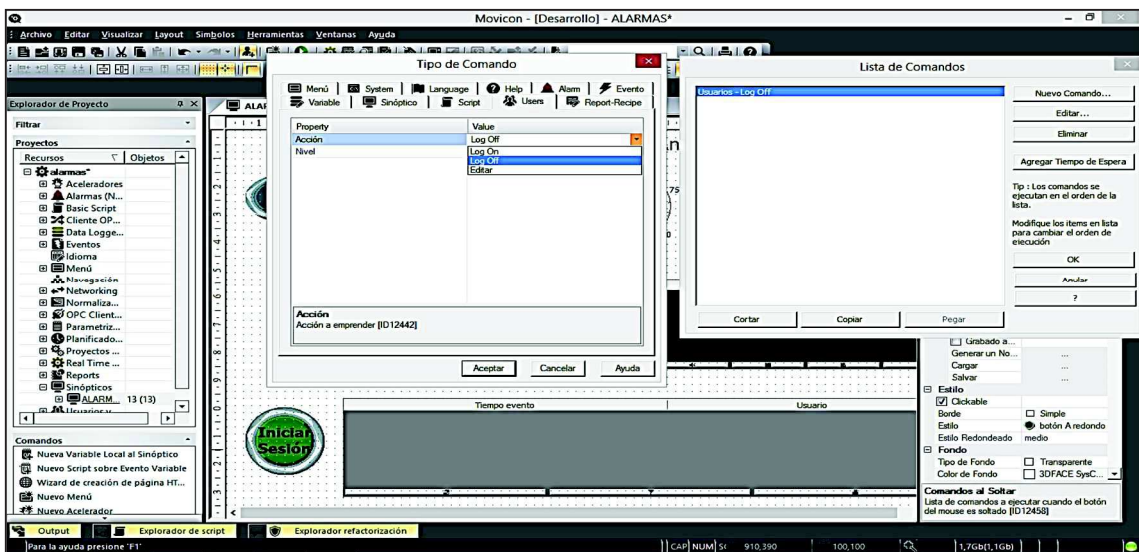 Movicon - [Desarrollo] - ALARMAS*
Archivo Editar Visualizar Layout Simbolos Herramientas Ventanas Ayuda
Tipo de Comando
Menú System Language Help Alarm Evento
Variable Sinóptico Script Users Report-Recipe
Property Value
Acción Log Off
Nivel Log On
Log Off
Editar
Acción
Acción a emprender [ID12442]
Aceptar Cancelar Ayuda
Lista de Comandos
Usuarios - Log Off
Nuevo Comando...
Editar...
Eliminar
Agregar Tiempo de Espera
Tip : Los comandos se
ejecutan en el orden de la
lista.
Modifique los items en lista
para cambiar el orden de
ejecución
OK
Anular
?
Cortar Copiar Pegar
Explorador de Proyecto
Filtrar
Proyectos
Recursos Objetos
alarmas*
Aceleradores
Alarmas (N...
Basic Script
Cliente OP...
Data Logge...
Eventos
Idioma
Menú
Navegación
Networking
Normaliza...
OPC Client...
Parametriz...
Planificado...
Proyectos ...
Real Time ...
Reports
Sinópticos
ALARM... 13 (13)
Comandos
Nueva Variable Local al Sinóptico
Nuevo Script sobre Evento Variable
Wizard de creación de página HT...
Nuevo Menú
Nuevo Acelerador
Iniciar
Sesión
Tiempo evento Usuario
Grabado a...
Generar un No... ...
Cargar ...
Salvar ...
Estilo
Clickable
Borde Simple
Estilo botón A redondo
Estilo Redondeado medio
Fondo
Tipo de Fondo Transparente
Color de Fondo 3DFACE SysC...
Comandos al Soltar
Lista de comandos a ejecutar cuando el botón
del mouse es soltado [ID12458]
Output Explorador de script Explorador refactorización
Para la ayuda presione 'F1' CAP NUM 910,390 100,100 1,7Gb(1,1Gb)